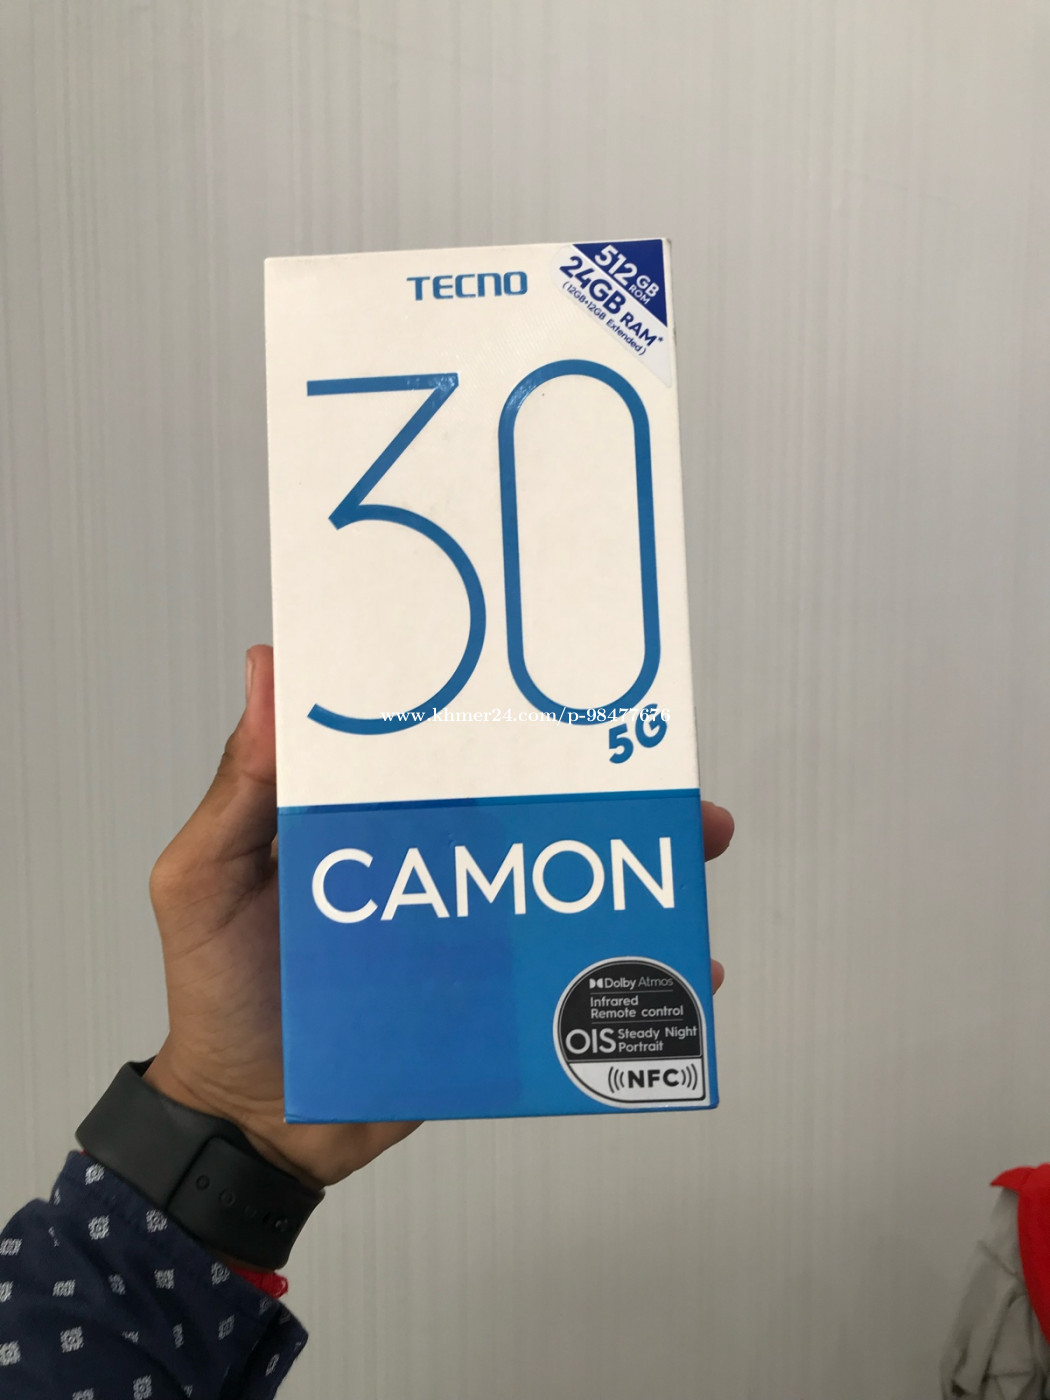 TECNO
512GB ROM
24GB RAM*
(12GB+12GB Extended)
30
www.khmer24.com/p-98477676
5G
CAMON
Dolby Atmos
Infrared
Remote control
OIS Steady Night
Portrait
(((NFC)))